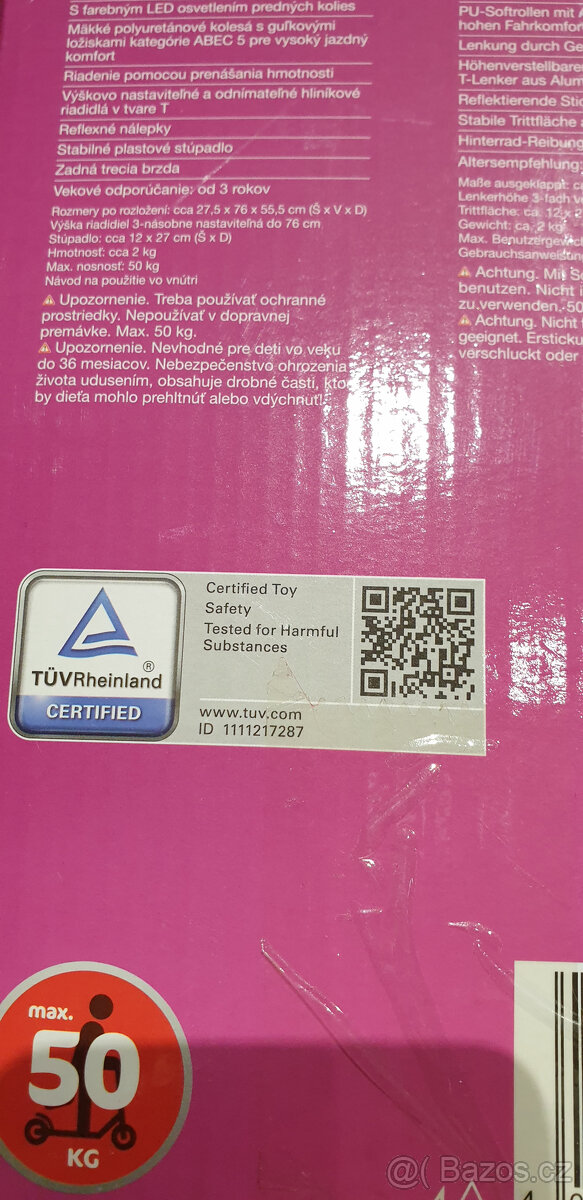 S farebným LED osvetlením predných kolies
Mäkké polyuretánové kolesá s guľkovými
ložiskami kategórie ABEC 5 pre vysoký jazdný
komfort
Riadenie pomocou prenášania hmotnosti
Výškovo nastaviteľné a odnímateľné hliníkové
riadidlá v tvare T
Reflexné nálepky
Stabilné plastové stúpadlo
Zadná trecia brzda
Vekové odporúčanie: od 3 rokov
Rozmery po rozložení: cca 27,5 x 76 x 55,5 cm (Š x V x D)
Výška riadidiel 3-násobne nastaviteľná do 76 cm
Stúpadlo: cca 12 x 27 cm (Š x D)
Hmotnosť: cca 2 kg
Max. nosnosť: 50 kg
Návod na použitie vo vnútri
Upozornenie. Treba používať ochranné
prostriedky. Nepoužívať v dopravnej
premávke. Max. 50 kg.
Upozornenie. Nevhodné pre deti vo veku
do 36 mesiacov. Nebezpečenstvo ohrozenia
života udusením, obsahuje drobné časti, ktoré
by dieťa mohlo prehltnúť alebo vdýchnuť!
PU-Softrollen mit
hohen Fahrkomfort
Lenkung durch
Höhenverstellbare
T-Lenker aus
Reflektierende
Stabile Trittfläche
Hinterrad-Reibung
Altersempfehlung:
Maße ausgeklappt:
Lenkerhöhe 3-fach
Trittfläche: ca. 12 x
Gewicht: ca. 2 kg
Max. Benutzergewicht
Gebrauchsanweisung
Achtung. Mit
benutzen. Nicht
zu verwenden. 50
Achtung. Nicht
geeignet.
verschluckt oder
TÜVRheinland®
CERTIFIED
Certified Toy
Safety
Tested for Harmful
Substances
www.tuv.com
ID 1111217287
max.
50
KG
4
@ Bazos.cz